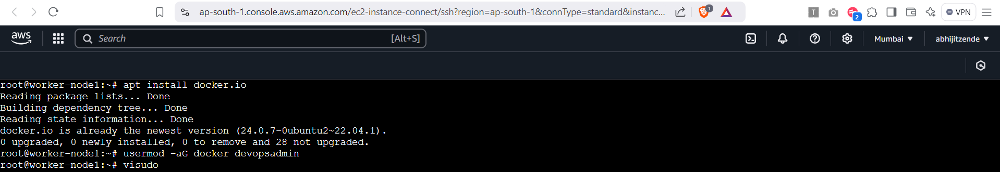 ap-south-1.console.aws.amazon.com/ec2-instance-connect/ssh?region=ap-south-1&connType=standard&instanc...
1
T
2
VPN
aws
Search
[Alt+S]
Mumbai
abhijitzende
root@worker-node1:~# apt install docker.io
Reading package lists... Done
Building dependency tree... Done
Reading state information... Done
docker.io is already the newest version (24.0.7-0ubuntu2~22.04.1).
0 upgraded, 0 newly installed, 0 to remove and 28 not upgraded.
root@worker-node1:~# usermod -aG docker devopsadmin
root@worker-node1:~# visudo